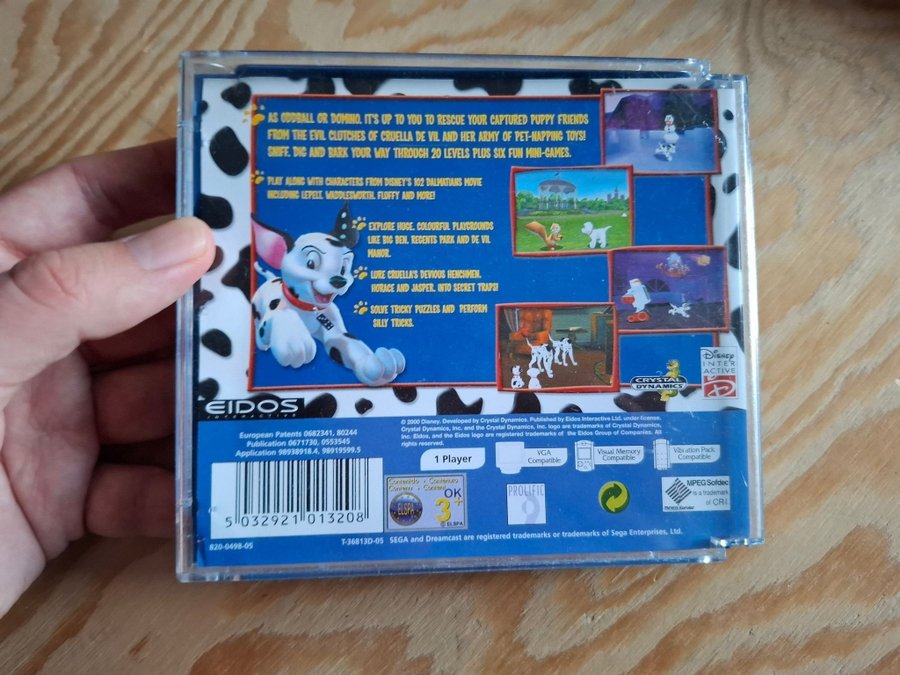 AS ODDBALL OR DOMINO. IT'S UP TO YOU TO RESCUE YOUR CAPTURED PUPPY FRIENDS
FROM THE EVIL CLUTCHES OF CRUELLA DE VIL AND HER ARMY OF PET-NAPPING TOYS!
SNIFF. DIG AND BARK YOUR WAY THROUGH 20 LEVELS PLUS SIX FUN MINI-GAMES.
PLAY ALONG WITH CHARACTERS FROM DISNEY'S 102 DALMATIANS MOVIE
INCLUDING LEPELT. WADDLESWORTH. FLUFFY AND MORE!
EXPLORE HUGE. COLOURFUL PLAYGROUNDS
LIKE BIG BEN. REGENTS PARK AND DE VIL
MANOR.
LURE CRUELLA'S DEVIOUS HENCHMEN.
HORACE AND JASPER. INTO SECRET TRAPS!
SOLVE TRICKY PUZZLES AND PERFORM
SILLY TRICKS.
CRYSTAL
DYNAMICS
DISNEY
INTER
ACTIVE
EIDOS
INTERACTIVE
European Patents 0682341, 80244
Publication 0671730, 0553545
Application 98938918.4, 98919599.5
© 2000 Disney. Developed by Crystal Dynamics. Published by Eidos Interactive Ltd. under license.
Crystal Dynamics, Inc. and the Crystal Dynamics, Inc. logo are trademarks of Crystal Dynamics,
Inc. Eidos, and the Eidos logo are registered trademarks of the Eidos Group of Companies. All
rights reserved.
1 Player
VGA
Compatible
Visual Memory
Compatible
Vibration Pack
Compatible
5 032921 013208
Contenido • Contenuto
ELSPA
OK
3+
© ELSPA
PROLIFIC
MPEG Sofdec
is a trademark
of CRI.
820-0498-05
T-36813D-05
SEGA and Dreamcast are registered trademarks or trademarks of Sega Enterprises, Ltd.